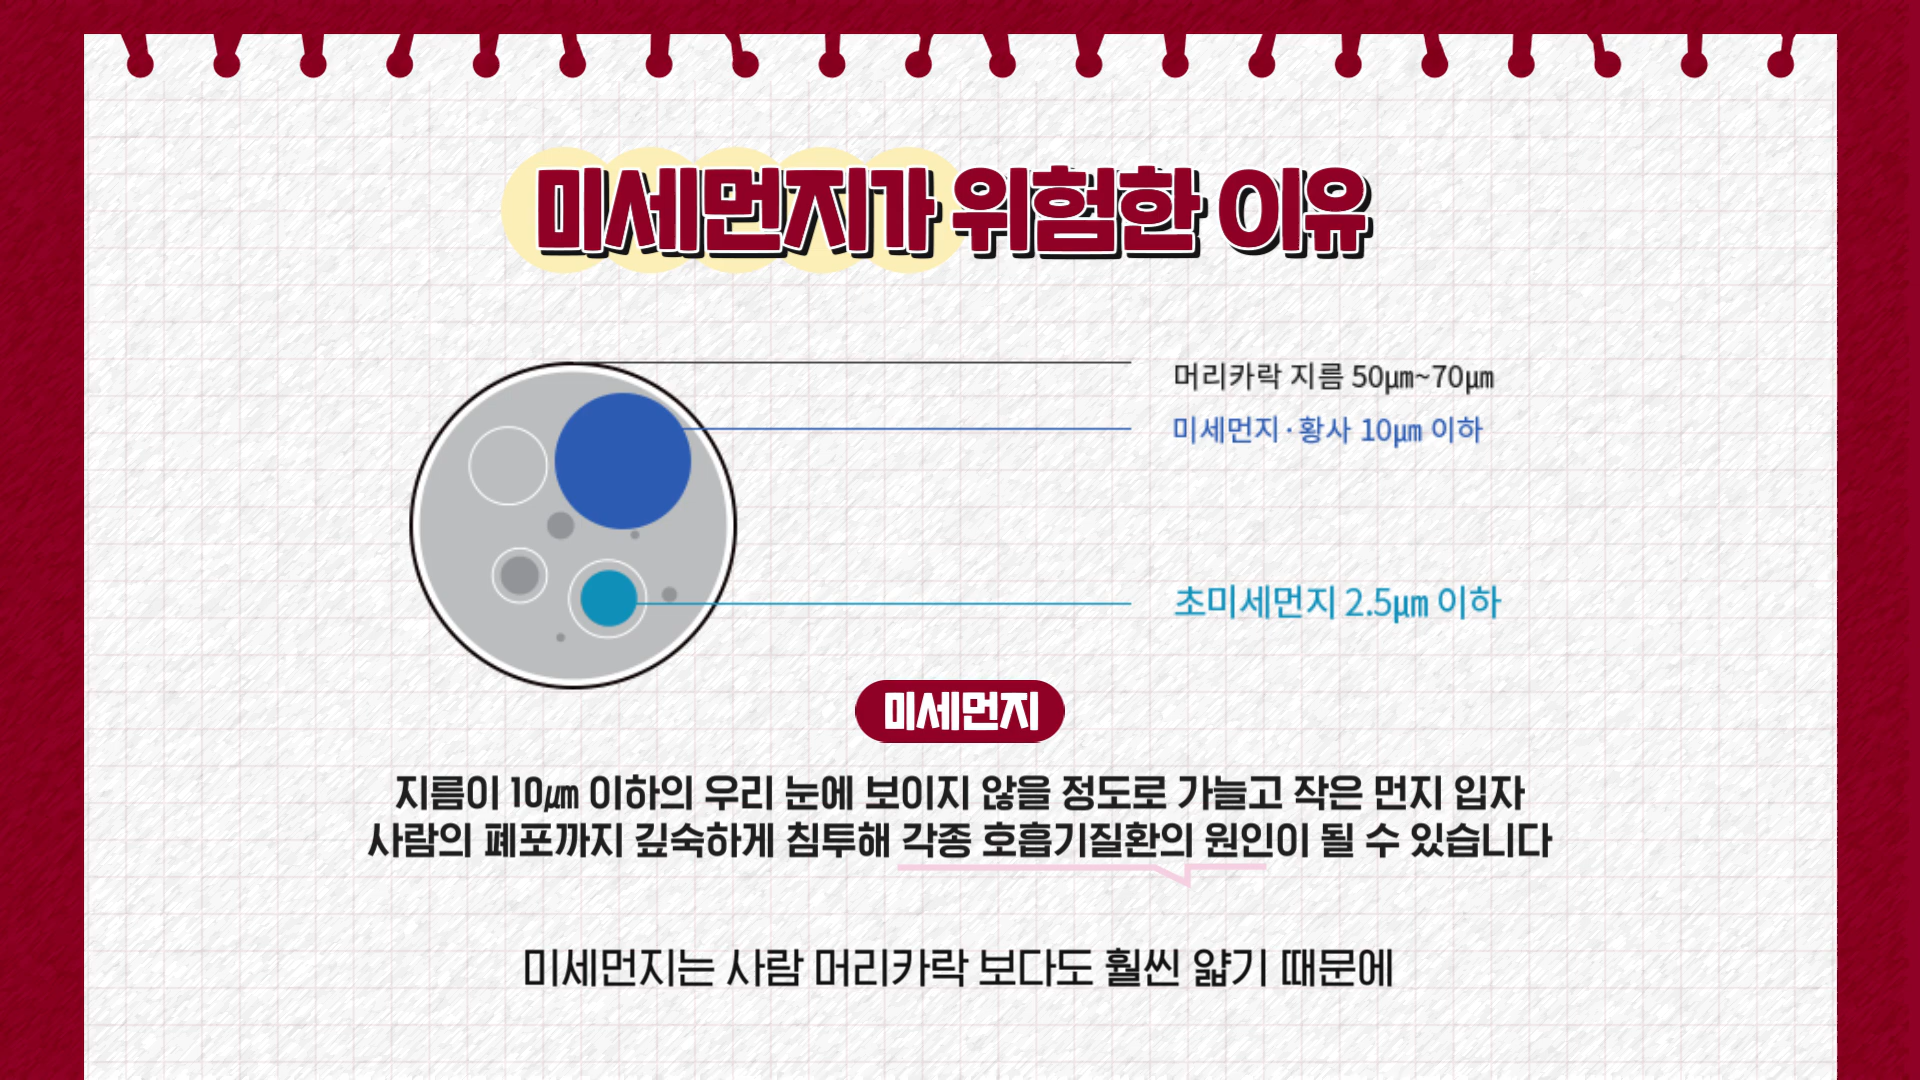 미세먼지가 위험한 이유
머리카락 지름 50㎛~70㎛
미세먼지·황사 10㎛ 이하
초미세먼지 2.5㎛ 이하
미세먼지
지름이 10㎛ 이하의 우리 눈에 보이지 않을 정도로 가늘고 작은 먼지 입자
사람의 폐포까지 깊숙하게 침투해 각종 호흡기질환의 원인이 될 수 있습니다
미세먼지는 사람 머리카락 보다도 훨씬 얇기 때문에